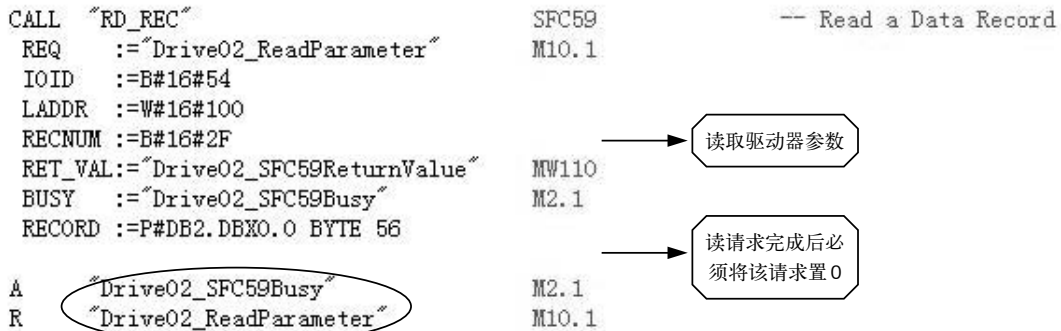 CALL "RD_REC" SFC59 -- Read a Data Record
REQ :="Drive02_ReadParameter" M10.1
IOID :=B#16#54
LADDR :=W#16#100
RECNUM :=B#16#2F
读取驱动器参数
RET_VAL:="Drive02_SFC59ReturnValue" MW110
BUSY :="Drive02_SFC59Busy" M2.1
RECORD :=P#DB2.DBX0.0 BYTE 56
读请求完成后必
须将该请求置0
A "Drive02_SFC59Busy" M2.1
R "Drive02_ReadParameter" M10.1